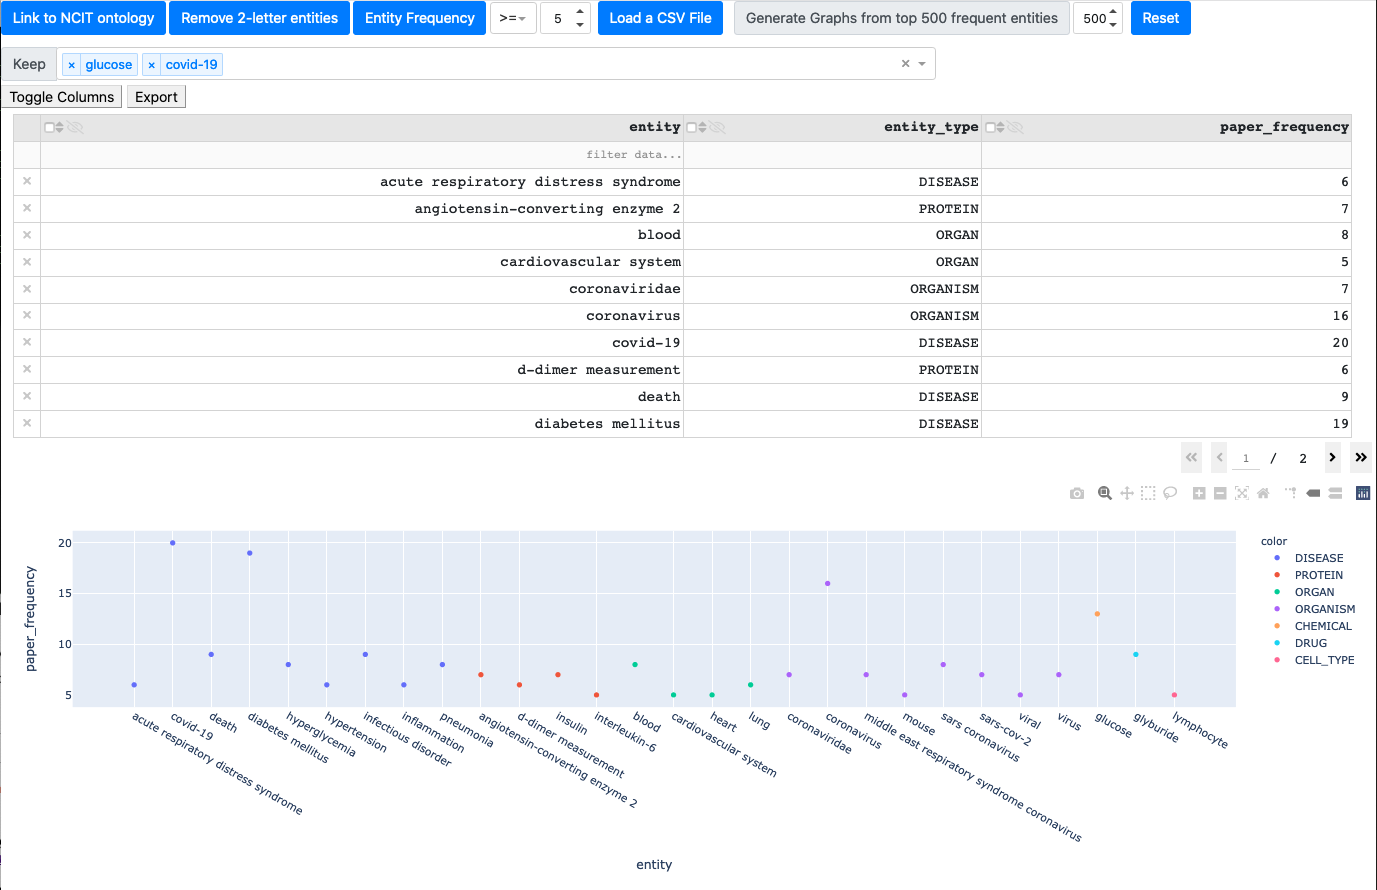 Link to NCIT ontology Remove 2-letter entities Entity Frequency >= 5 Load a CSV File Generate Graphs from top 500 frequent entities 500 Reset
Keep × glucose × covid-19 ×
Toggle Columns Export
entity entity_type paper_frequency
filter data...
× acute respiratory distress syndrome DISEASE 6
× angiotensin-converting enzyme 2 PROTEIN 7
× blood ORGAN 8
× cardiovascular system ORGAN 5
× coronaviridae ORGANISM 7
× coronavirus ORGANISM 16
× covid-19 DISEASE 20
× d-dimer measurement PROTEIN 6
× death DISEASE 9
× diabetes mellitus DISEASE 19
1 / 2
paper_frequency
20
15
10
5
acute respiratory distress syndrome
covid-19
death
diabetes mellitus
hyperglycemia
hypertension
infectious disorder
inflammation
pneumonia
angiotensin-converting enzyme 2
d-dimer measurement
insulin
interleukin-6
blood
cardiovascular system
heart
lung
coronaviridae
coronavirus
middle east respiratory syndrome coronavirus
mouse
sars coronavirus
sars-cov-2
viral
virus
glucose
glyburide
lymphocyte
entity
color
DISEASE
PROTEIN
ORGAN
ORGANISM
CHEMICAL
DRUG
CELL_TYPE